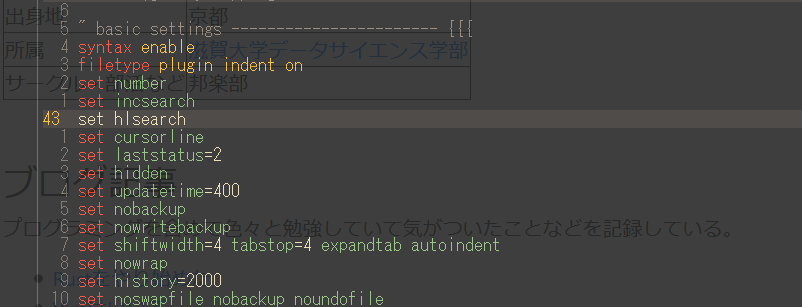 6
5 " basic settings ----------------------- {{{
4 syntax enable
3 filetype plugin indent on
2 set number
1 set incsearch
43 set hlsearch
1 set cursorline
2 set laststatus=2
3 set hidden
4 set updatetime=400
5 set nobackup
6 set nowritebackup
7 set shiftwidth=4 tabstop=4 expandtab autoindent
8 set nowrap
9 set history=2000
10 set noswapfile nobackup noundofile
出身地 京都
所属 滋賀大学データサイエンス学部
サークル ど 邦楽部
ブログ
プログラ 色々と勉強していて気がついたことなどを記録している。